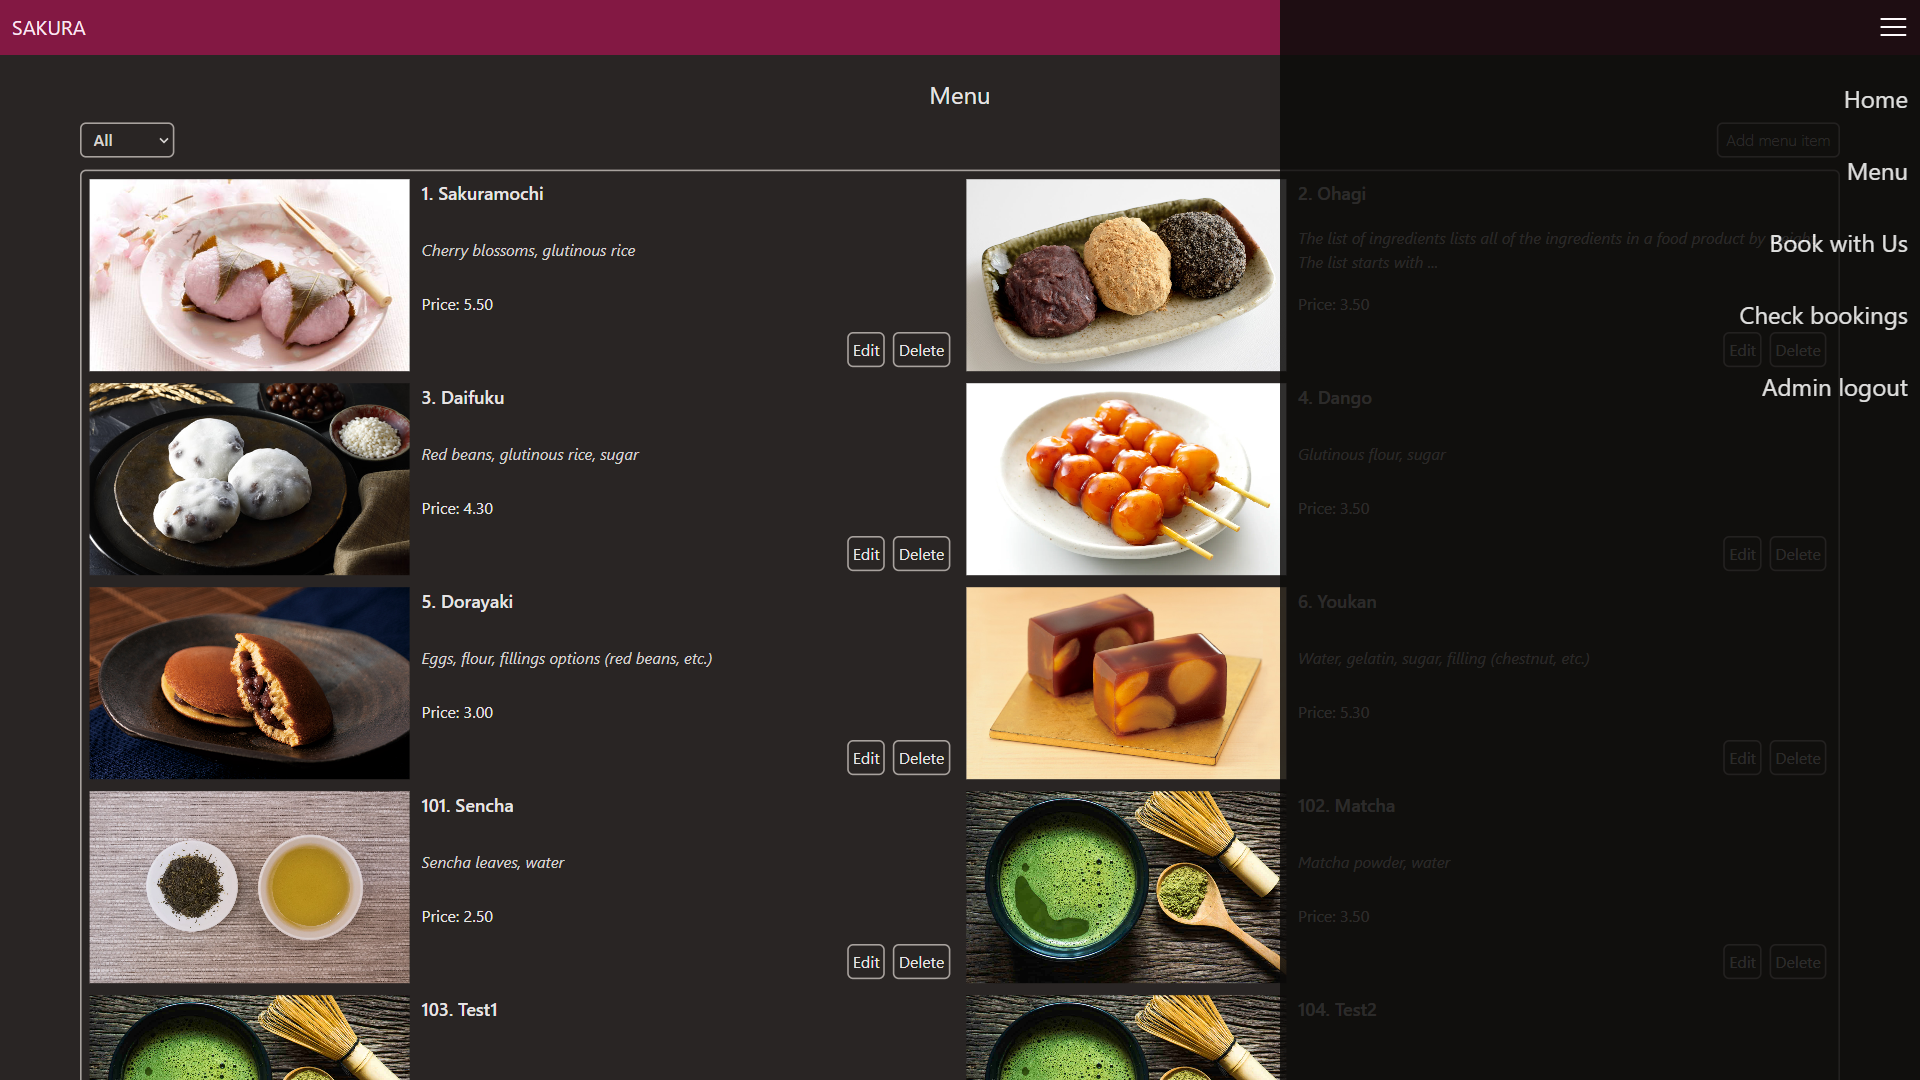 SAKURA
Menu
All
Add menu item
Home
Menu
Book with Us
Check bookings
Admin logout
1. Sakuramochi
Cherry blossoms, glutinous rice
Price: 5.50
Edit Delete
2. Ohagi
The list of ingredients lists all of the ingredients in a food product by
The list starts with ...
Price: 3.50
Edit Delete
3. Daifuku
Red beans, glutinous rice, sugar
Price: 4.30
Edit Delete
4. Dango
Glutinous flour, sugar
Price: 3.50
Edit Delete
5. Dorayaki
Eggs, flour, fillings options (red beans, etc.)
Price: 3.00
Edit Delete
6. Youkan
Water, gelatin, sugar, filling (chestnut, etc.)
Price: 5.30
Edit Delete
101. Sencha
Sencha leaves, water
Price: 2.50
Edit Delete
102. Matcha
Matcha powder, water
Price: 3.50
Edit Delete
103. Test1
104. Test2